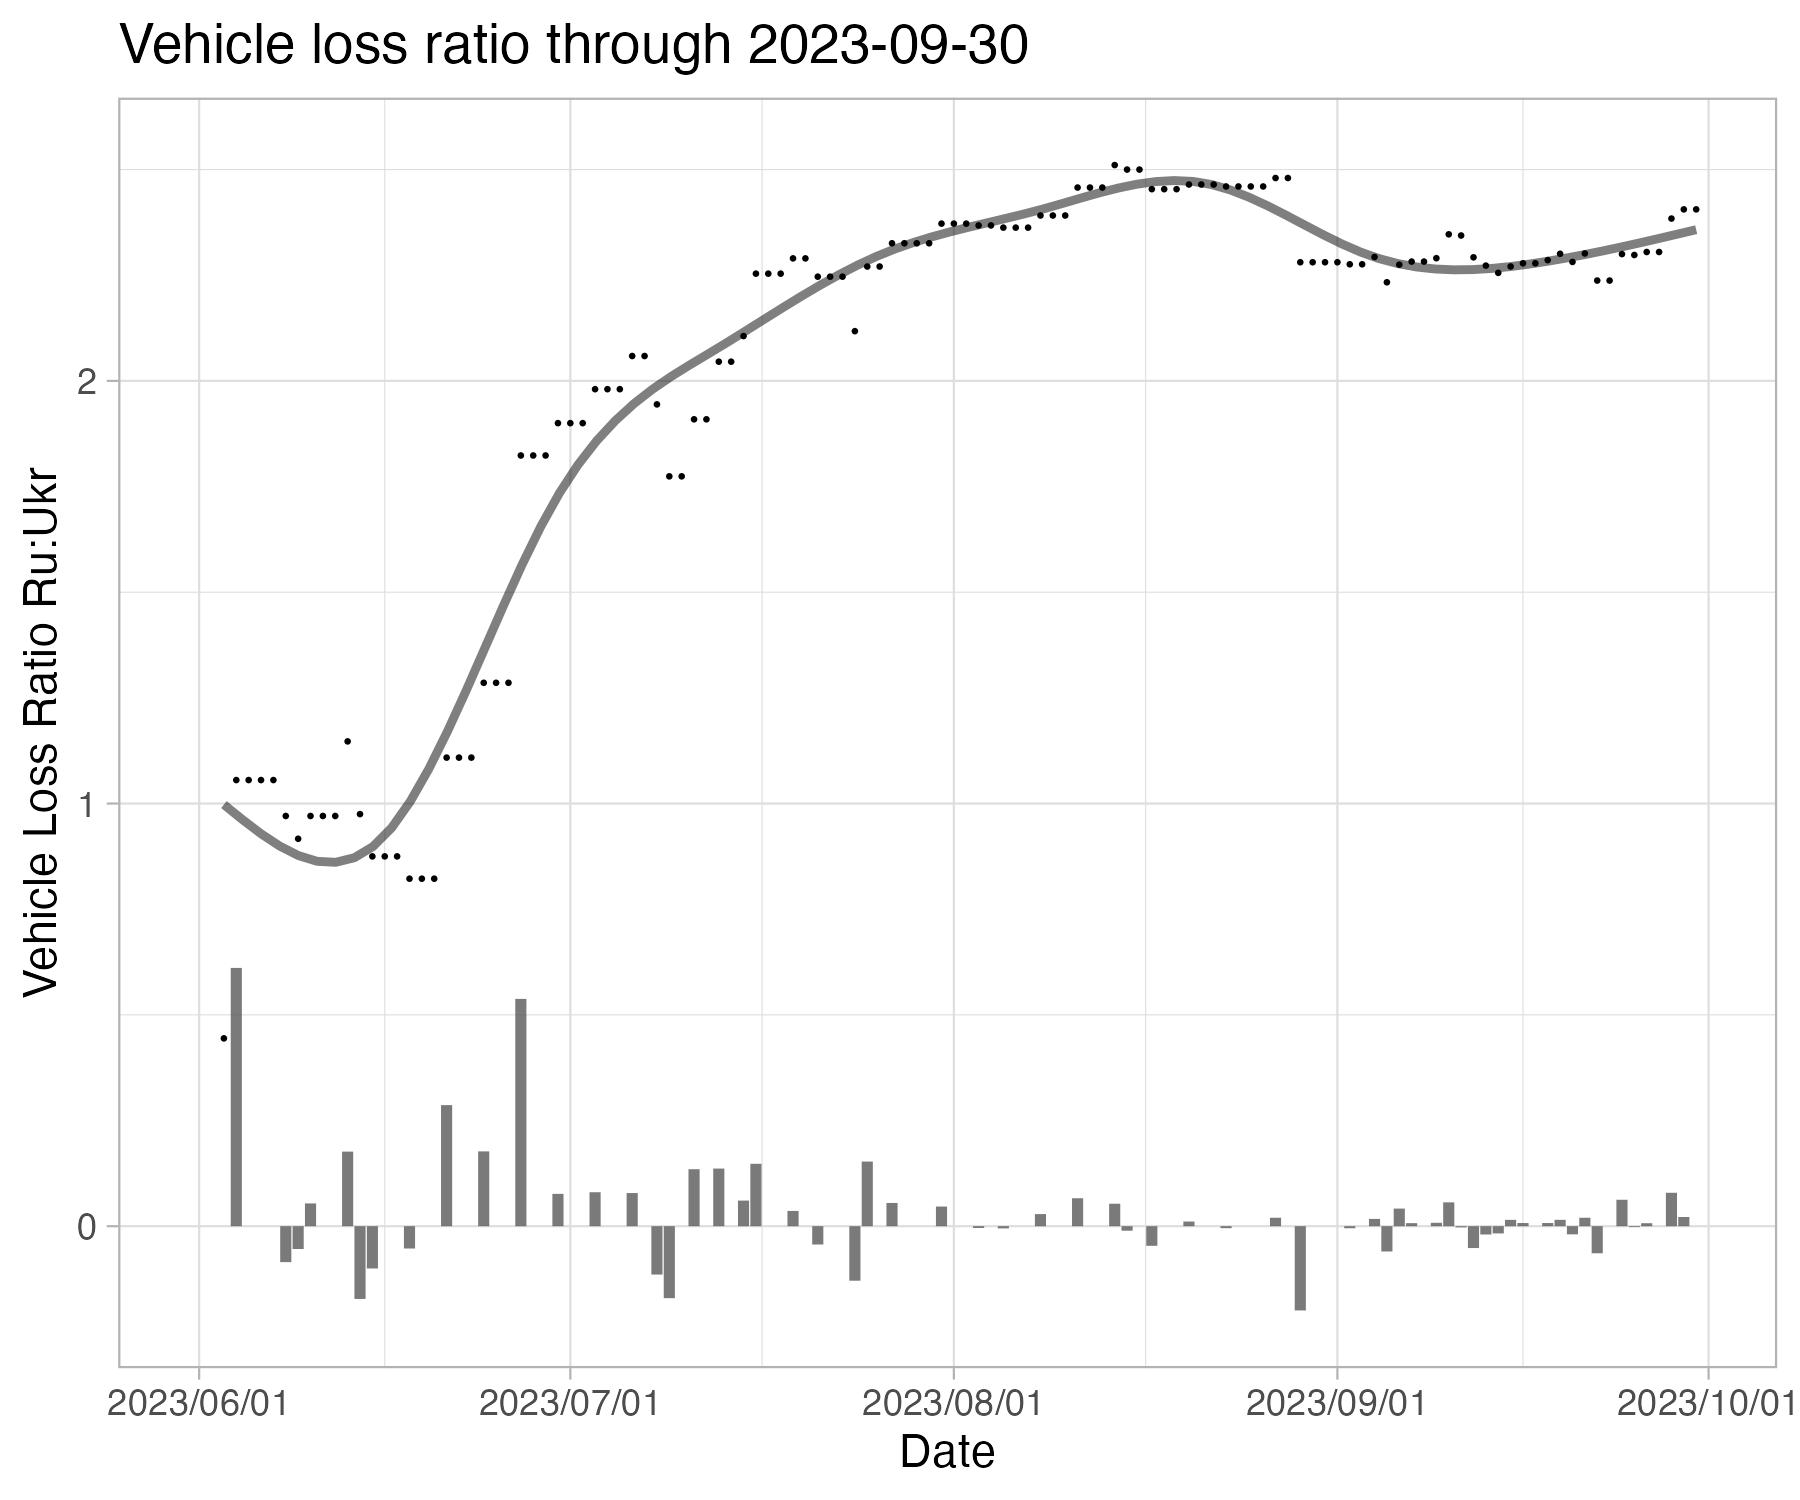 Vehicle loss ratio through 2023-09-30
Vehicle Loss Ratio Ru:Ukr
2
1
0
2023/06/01 2023/07/01 2023/08/01 2023/09/01 2023/10/01
Date